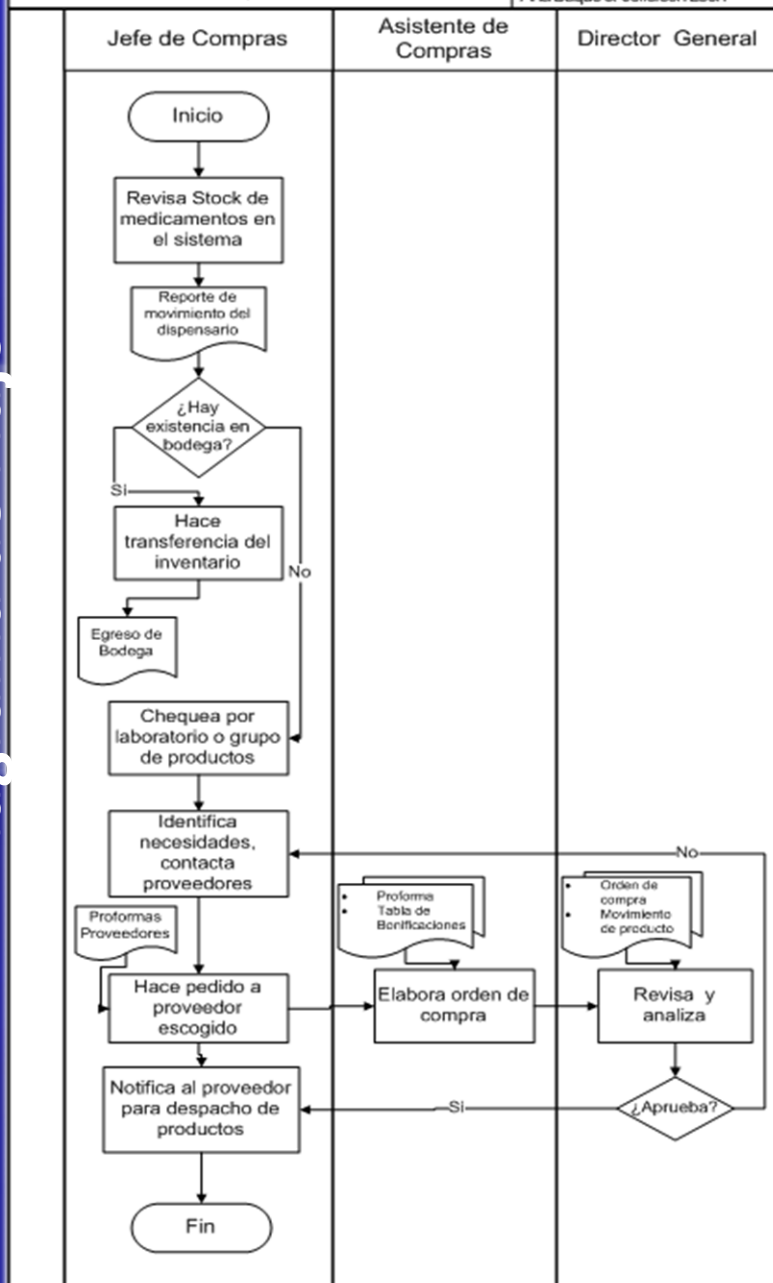 Jefe de Compras
Asistente de
Compras
Director General
Inicio
Revisa Stock de
medicamentos en
el sistema
Reporte de
movimiento del
dispensario
¿Hay
existencia en
bodega?
Si
Hace
transferencia del
inventario
No
Egreso de
Bodega
Chequea por
laboratorio o grupo
de productos
Identifica
necesidades,
contacta
proveedores
No
Proformas
Proveedores
• Proforma
• Tabla de
Bonificaciones
• Orden de
compra
• Movimiento
de producto
Hace pedido a
proveedor
escogido
Elabora orden de
compra
Revisa y
analiza
Notifica al proveedor
para despacho de
productos
Si
¿Aprueba?
Fin